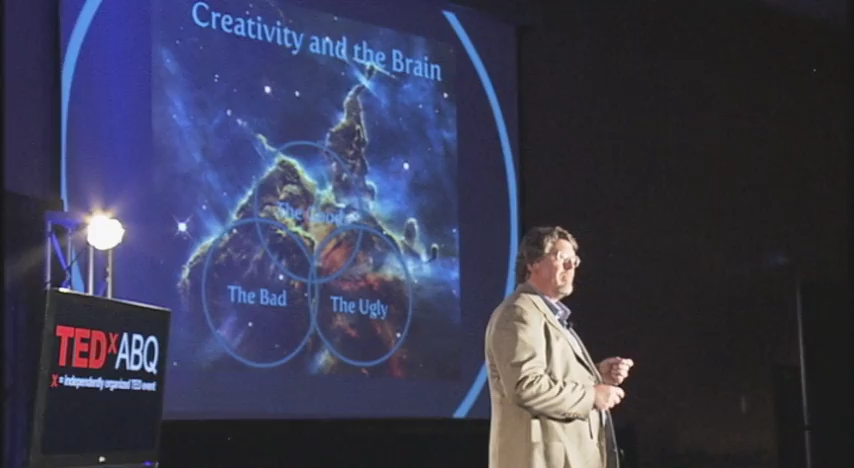 Creativity and the Brain
The Good
The Bad
The Ugly
TEDxABQ
x = independently organized TED event